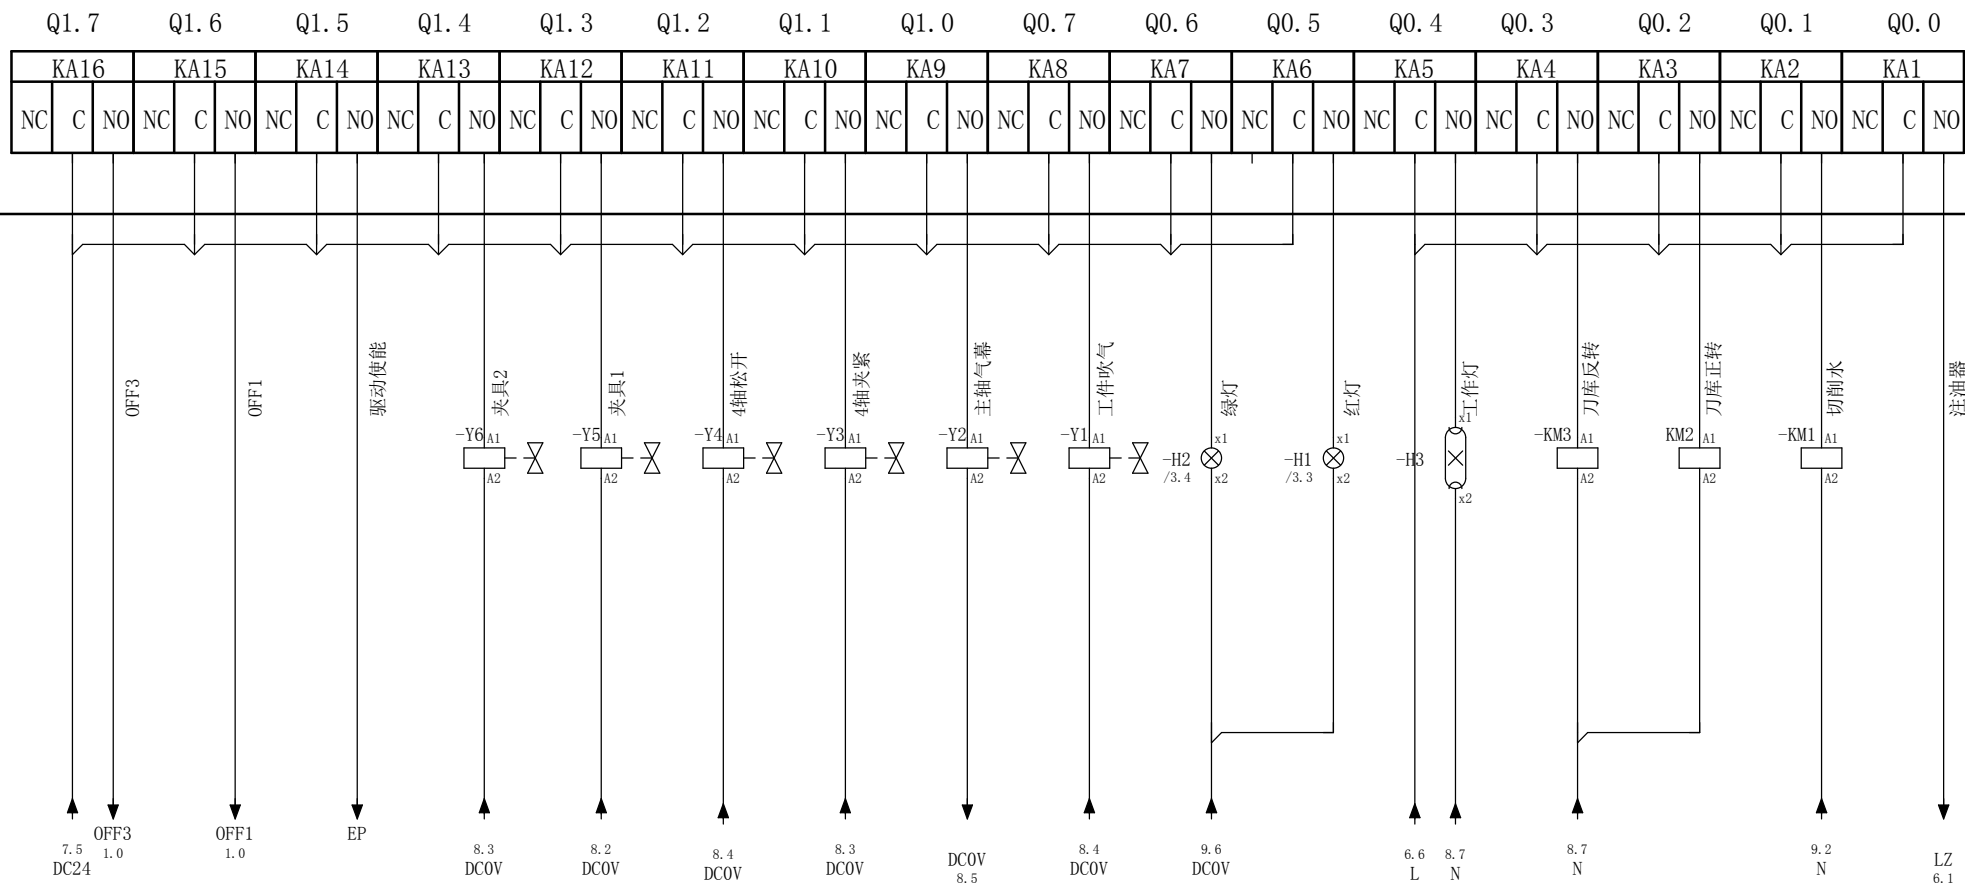 Q1.7 Q1.6 Q1.5 Q1.4 Q1.3 Q1.2 Q1.1 Q1.0 Q0.7 Q0.6 Q0.5 Q0.4 Q0.3 Q0.2 Q0.1 Q0.0
KA16 KA15 KA14 KA13 KA12 KA11 KA10 KA9 KA8 KA7 KA6 KA5 KA4 KA3 KA2 KA1
NC C NO NC C NO NC C NO NC C NO NC C NO NC C NO NC C NO NC C NO NC C NO NC C NO NC C NO NC C NO NC C NO NC C NO NC C NO NC C NO
OFF3
OFF1
驱动使能
夹具2
夹具1
4轴松开
4轴夹紧
主轴气幕
工件吹气
绿灯
红灯
工作灯
刀库反转
刀库正转
切削水
注油器
-Y6 A1 -Y5 A1 -Y4 A1 -Y3 A1 -Y2 A1 -Y1 A1 x1 x1 x1 -KM3 A1 KM2 A1 -KM1 A1
-H2 -H1 -H3
A2 A2 A2 A2 A2 A2 /3.4 x2 /3.3 x2 x2 A2 A2 A2
OFF3 OFF1 EP
7.5 1.0 1.0 8.3 8.2 8.4 8.3 DC0V 8.4 9.6 6.6 8.7 8.7 9.2 LZ
DC24 DC0V DC0V DC0V DC0V 8.5 DC0V DC0V L N N N 6.1